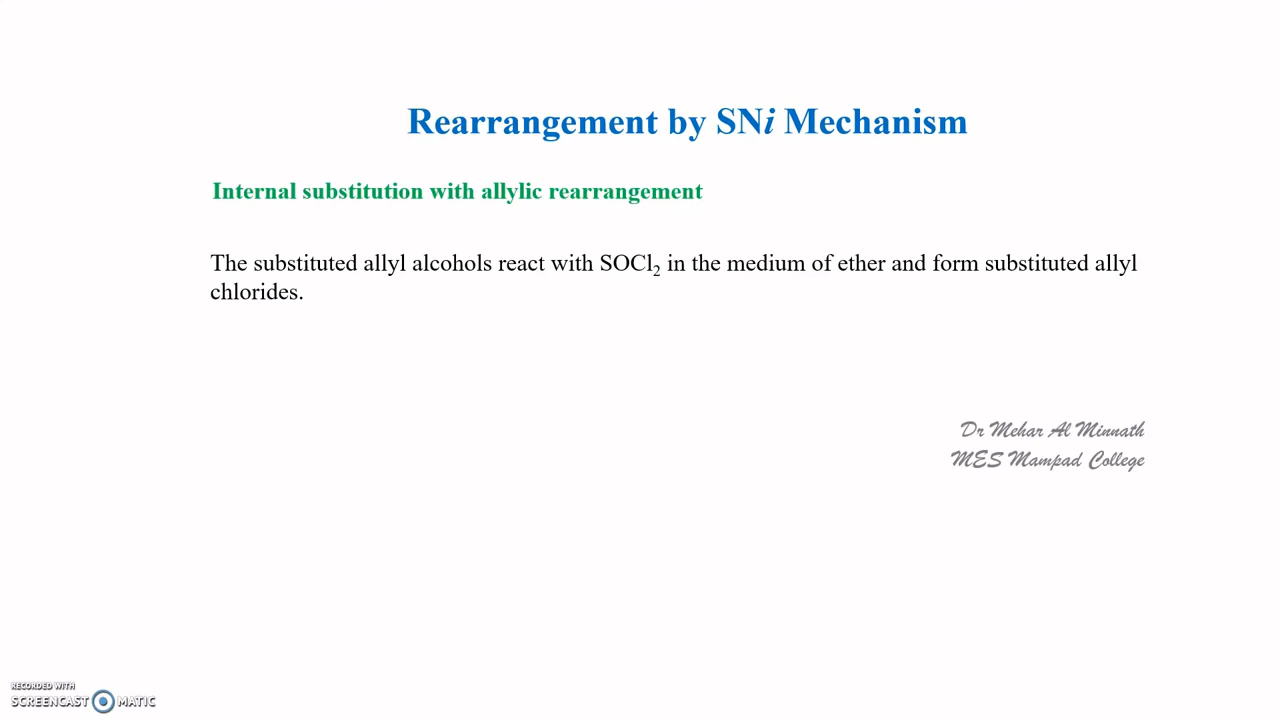 Rearrangement by SNi Mechanism
Internal substitution with allylic rearrangement
The substituted allyl alcohols react with SOCl₂ in the medium of ether and form substituted allyl
chlorides.
Dr Mehar Al Minnath
MES Mampad College
RECORDED WITH
SCREENCAST MATIC